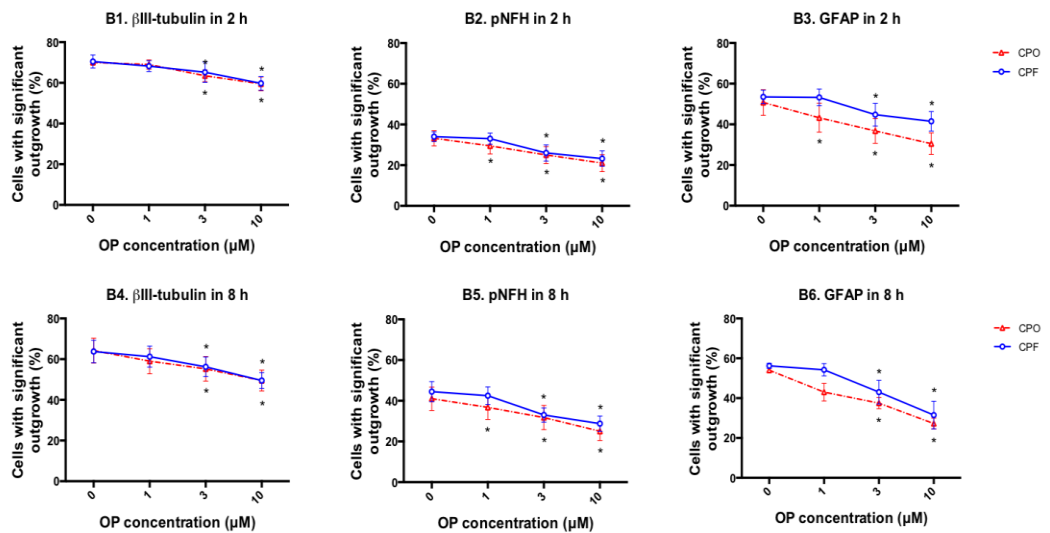 B1. βIII-tubulin in 2 h
B2. pNFH in 2 h
B3. GFAP in 2 h
Cells with significant
outgrowth (%)
80
60
40
20
0
* *
* *
0 1 3 10
OP concentration (µM)
Cells with significant
outgrowth (%)
80
60
40
20
0
* *
* * *
0 1 3 10
OP concentration (µM)
Cells with significant
outgrowth (%)
80
60
40
20
0
* *
* * *
0 1 3 10
OP concentration (µM)
CPO
CPF
B4. βIII-tubulin in 8 h
B5. pNFH in 8 h
B6. GFAP in 8 h
Cells with significant
outgrowth (%)
80
60
40
20
0
* *
* *
0 1 3 10
OP concentration (µM)
Cells with significant
outgrowth (%)
80
60
40
20
0
* *
* * *
0 1 3 10
OP concentration (µM)
Cells with significant
outgrowth (%)
80
60
40
20
0
* *
* *
0 1 3 10
OP concentration (µM)
CPO
CPF